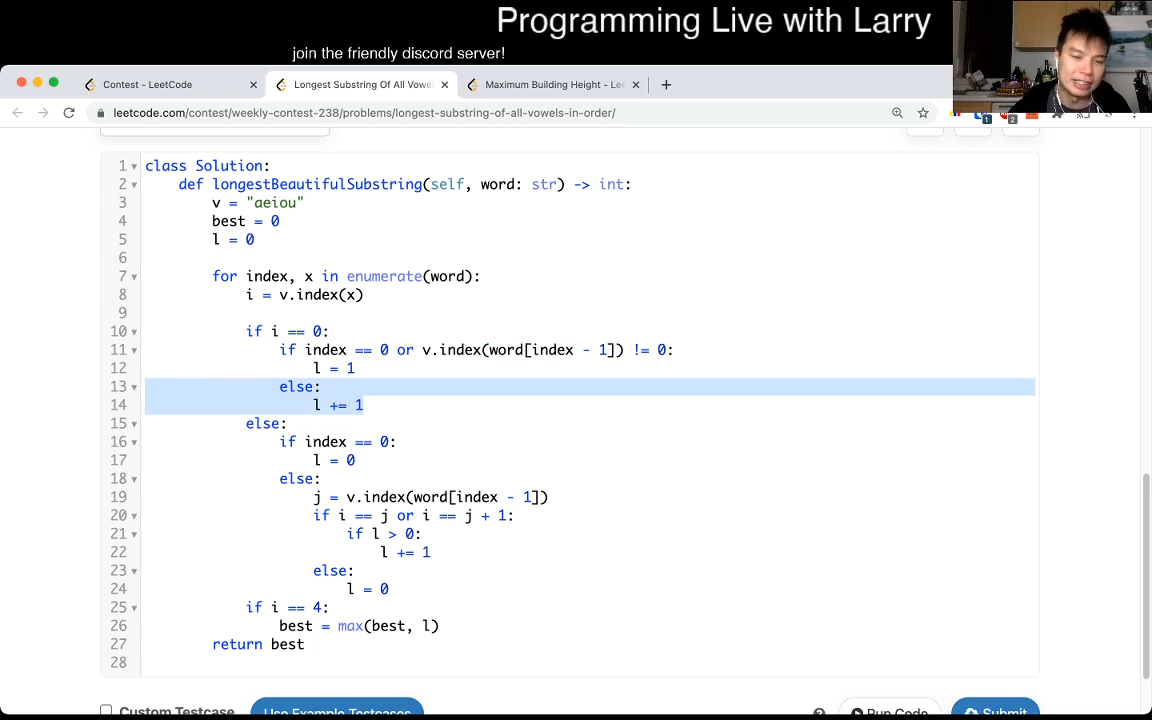 Programming Live with Larry
join the friendly discord server!
Contest - LeetCode
Longest Substring Of All Vowe
Maximum Building Height - Lee
leetcode.com/contest/weekly-contest-238/problems/longest-substring-of-all-vowels-in-order/
1 class Solution:
2 def longestBeautifulSubstring(self, word: str) -> int:
3 v = "aeiou"
4 best = 0
5 l = 0
6
7 for index, x in enumerate(word):
8 i = v.index(x)
9
10 if i == 0:
11 if index == 0 or v.index(word[index - 1]) != 0:
12 l = 1
13 else:
14 l += 1
15 else:
16 if index == 0:
17 l = 0
18 else:
19 j = v.index(word[index - 1])
20 if i == j or i == j + 1:
21 if l > 0:
22 l += 1
23 else:
24 l = 0
25 if i == 4:
26 best = max(best, l)
27 return best
28
Custom Testcase
Use Example Testcases
Run Code
Submit